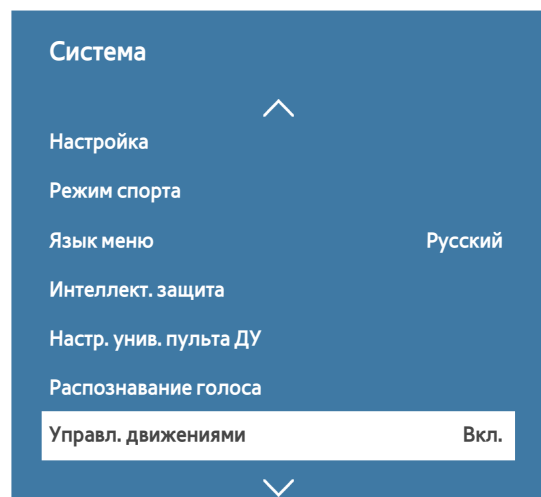 Система
Настройка
Режим спорта
Язык меню Русский
Интеллект. защита
Настр. унив. пульта ДУ
Распознавание голоса
Управл. движениями Вкл.